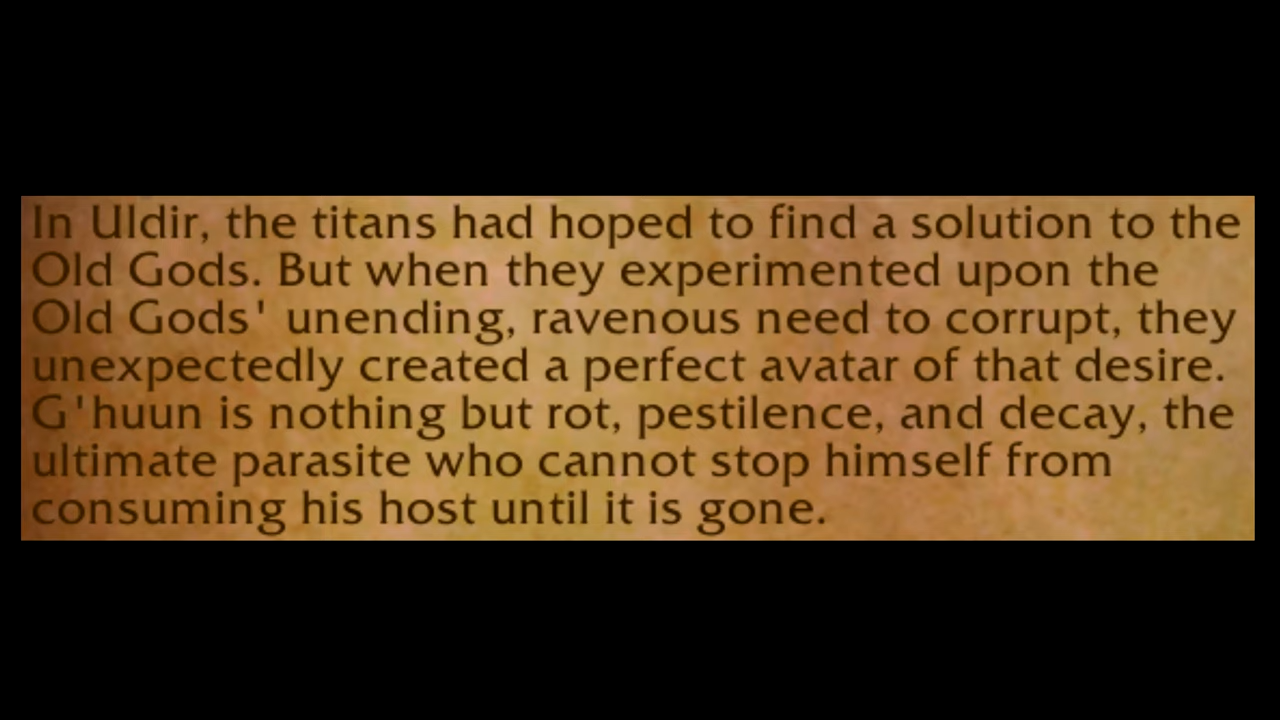 In Uldir, the titans had hoped to find a solution to the
Old Gods. But when they experimented upon the
Old Gods' unending, ravenous need to corrupt, they
unexpectedly created a perfect avatar of that desire.
G'huun is nothing but rot, pestilence, and decay, the
ultimate parasite who cannot stop himself from
consuming his host until it is gone.